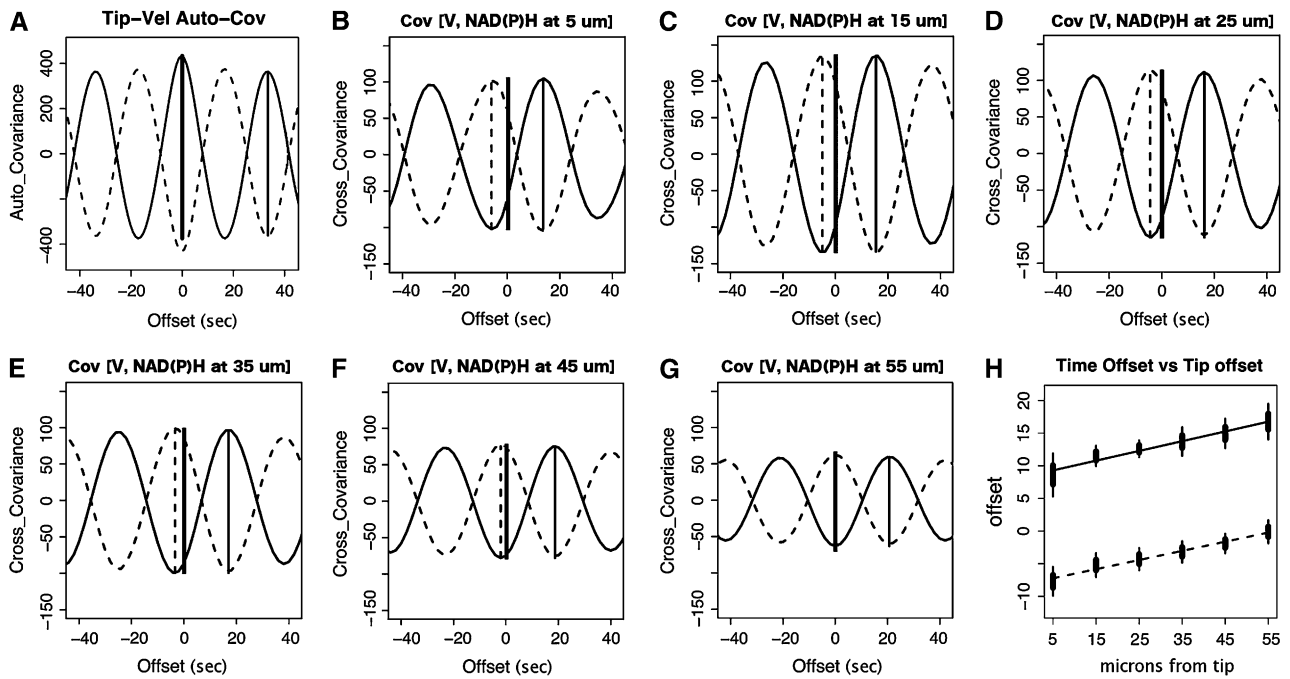 A Tip-Vel Auto-Cov
Auto_Covariance
400
200
0
-400
-40 -20 0 20 40
Offset (sec)
B Cov [V, NAD(P)H at 5 um]
Cross_Covariance
100
50
0
-50
-150
-40 -20 0 20 40
Offset (sec)
C Cov [V, NAD(P)H at 15 um]
Cross_Covariance
100
50
0
-50
-150
-40 -20 0 20 40
Offset (sec)
D Cov [V, NAD(P)H at 25 um]
Cross_Covariance
100
50
0
-50
-150
-40 -20 0 20 40
Offset (sec)
E Cov [V, NAD(P)H at 35 um]
Cross_Covariance
100
50
0
-50
-150
-40 -20 0 20 40
Offset (sec)
F Cov [V, NAD(P)H at 45 um]
Cross_Covariance
100
50
0
-50
-150
-40 -20 0 20 40
Offset (sec)
G Cov [V, NAD(P)H at 55 um]
Cross_Covariance
100
50
0
-50
-150
-40 -20 0 20 40
Offset (sec)
H Time Offset vs Tip offset
offset
20
15
10
5
0
-10
5 15 25 35 45 55
microns from tip